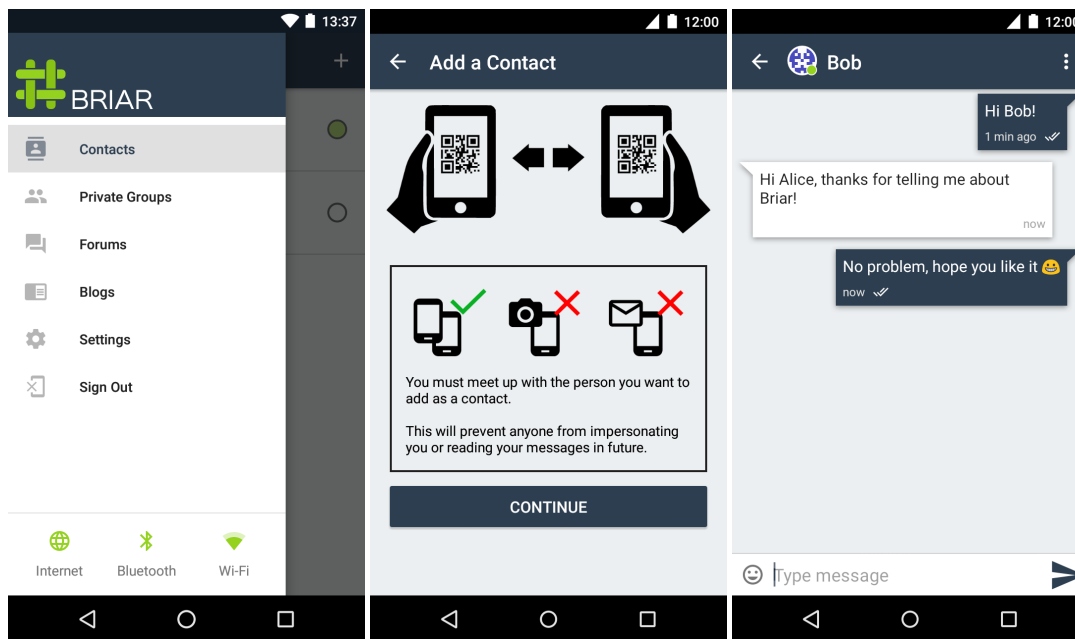 13:37
BRIAR
Contacts
Private Groups
Forums
Blogs
Settings
Sign Out
Internet
Bluetooth
Wi-Fi
12:00
Add a Contact
You must meet up with the person you want to
add as a contact.
This will prevent anyone from impersonating
you or reading your messages in future.
CONTINUE
12:00
Bob
Hi Bob!
1 min ago
Hi Alice, thanks for telling me about
Briar!
now
No problem, hope you like it 😀
now
Type message